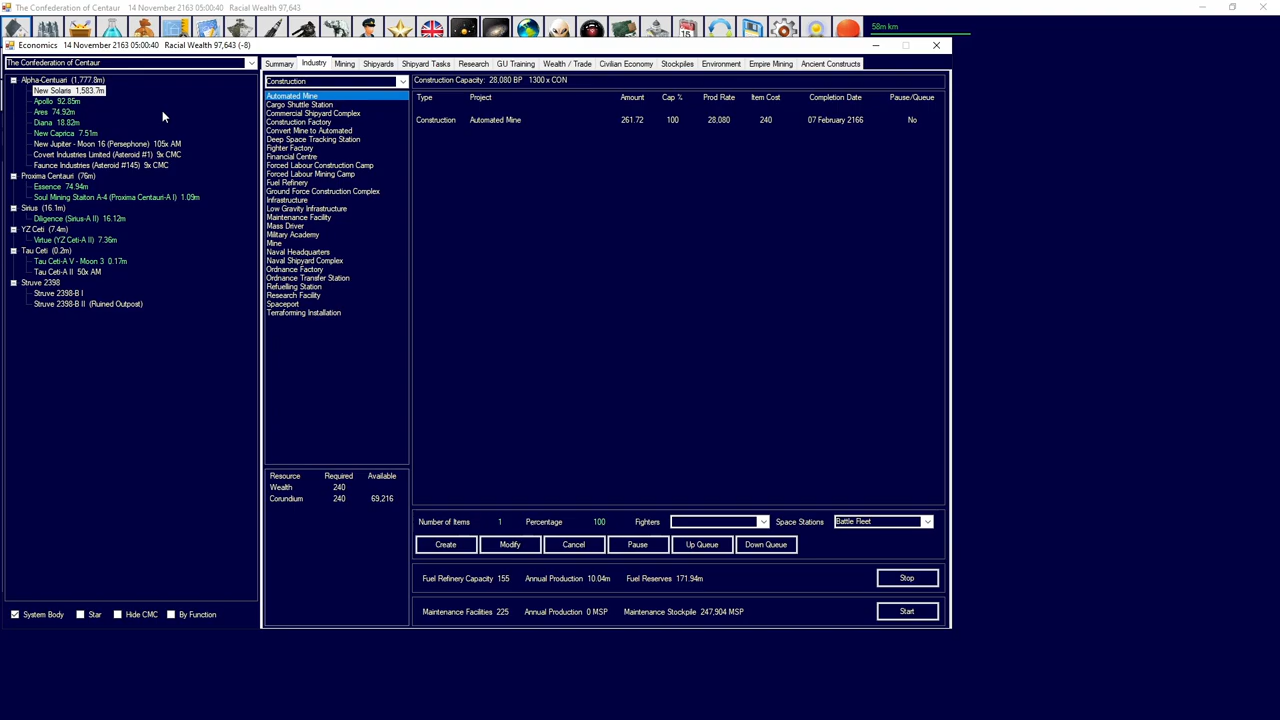 The Confederation of Centaur 14 November 2163 05:00:40 Racial Wealth 97,643
58m km
Economics 14 November 2163 05:00:40 Racial Wealth 97,643 (-8)
The Confederation of Centaur
Summary Industry Mining Shipyards Shipyard Tasks Research GU Training Wealth / Trade Civilian Economy Stockpiles Environment Empire Mining Ancient Constructs
Alpha-Centauri (1,777.8m)
New Solaris 1,583.7m
Apollo 92.85m
Ares 74.92m
Diana 18.82m
New Caprica 7.51m
New Jupiter - Moon 16 (Persephone) 105x AM
Covert Industries Limited (Asteroid #1) 9x CMC
Faunce Industries (Asteroid #145) 9x CMC
Proxima Centauri (76m)
Essence 74.94m
Soul Mining Staiton A-4 (Proxima Centauri-A I) 1.09m
Sirius (16.1m)
Diligence (Sirius-A II) 16.12m
YZ Ceti (7.4m)
Virtue (YZ Ceti-A II) 7.36m
Tau Ceti (0.2m)
Tau Ceti-A V - Moon 3 0.17m
Tau Ceti-A II 50x AM
Struve 2398
Struve 2398-B I
Struve 2398-B II (Ruined Outpost)
System Body Star Hide CMC By Function
Construction
Automated Mine
Cargo Shuttle Station
Commercial Shipyard Complex
Construction Factory
Convert Mine to Automated
Deep Space Tracking Station
Fighter Factory
Financial Centre
Forced Labour Construction Camp
Forced Labour Mining Camp
Fuel Refinery
Ground Force Construction Complex
Infrastructure
Low Gravity Infrastructure
Maintenance Facility
Mass Driver
Military Academy
Mine
Naval Headquarters
Naval Shipyard Complex
Ordnance Factory
Ordnance Transfer Station
Refuelling Station
Research Facility
Spaceport
Terraforming Installation
Resource Required Available
Wealth 240
Corundium 240 69,216
Construction Capacity: 28,080 BP 1300 x CON
Type Project Amount Cap % Prod Rate Item Cost Completion Date Pause/Queue
Construction Automated Mine 261.72 100 28,080 240 07 February 2166 No
Number of Items 1 Percentage 100 Fighters Space Stations Battle Fleet
Create Modify Cancel Pause Up Queue Down Queue
Fuel Refinery Capacity 155 Annual Production 10.04m Fuel Reserves 171.94m Stop
Maintenance Facilities 225 Annual Production 0 MSP Maintenance Stockpile 247,904 MSP Start